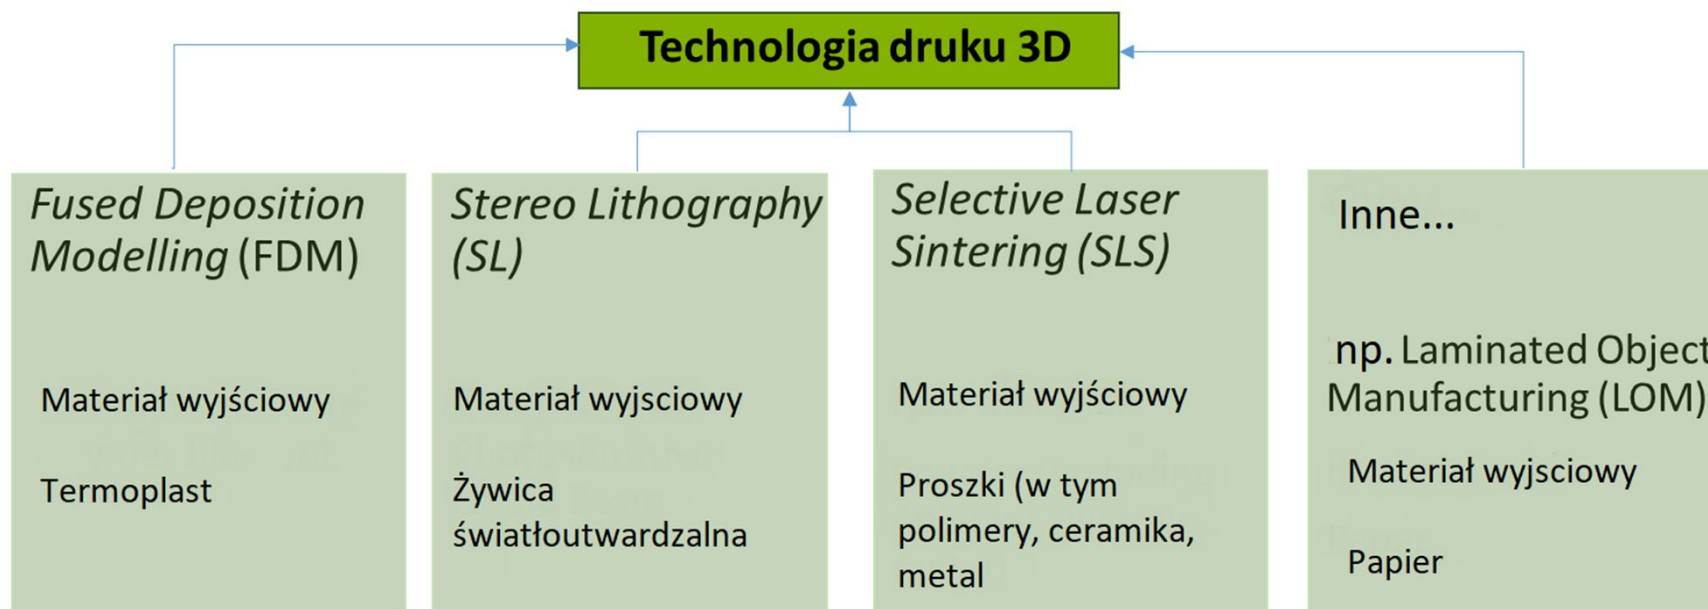 Technologia druku 3D
Fused Deposition
Modelling (FDM)
Materiał wyjściowy
Termoplast
Stereo Lithography
(SL)
Materiał wyjsciowy
Żywica
światłoutwardzalna
Selective Laser
Sintering (SLS)
Materiał wyjściowy
Proszki (w tym
polimery, ceramika,
metal
Inne...
np. Laminated Object
Manufacturing (LOM)
Materiał wyjsciowy
Papier